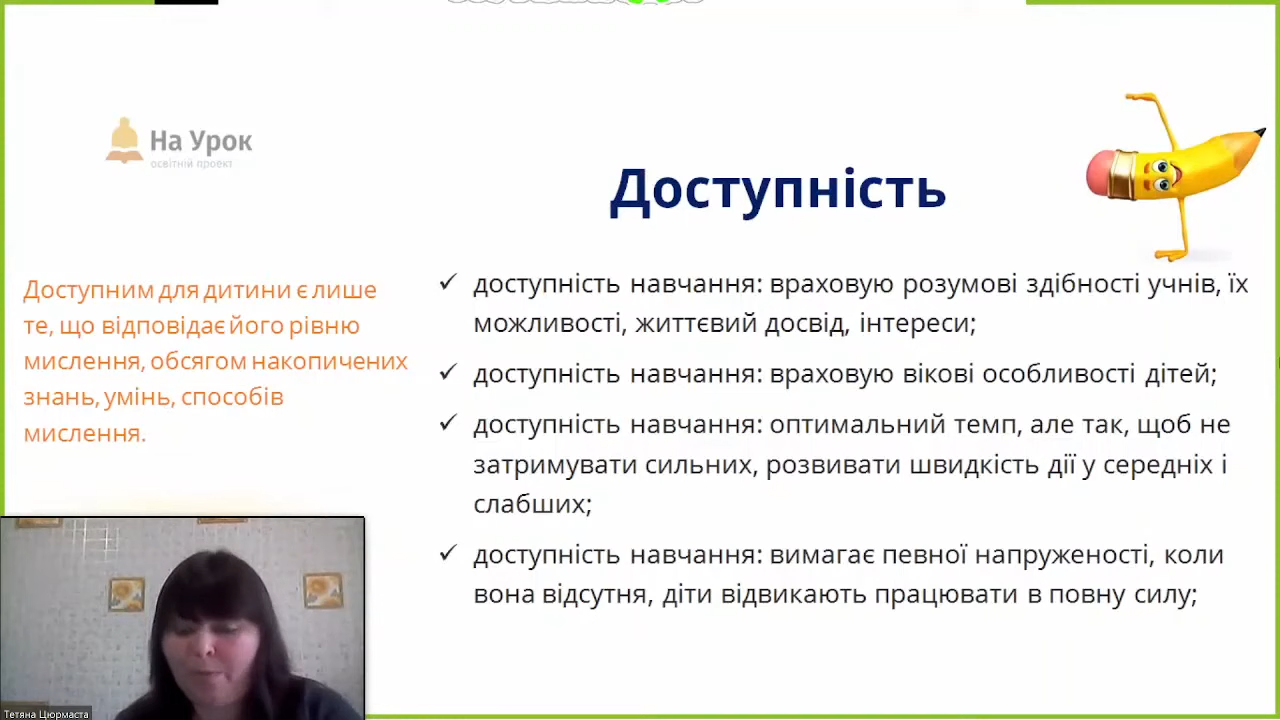 На Урок
освітній проект
Доступність
Доступним для дитини є лише
те, що відповідає його рівню
мислення, обсягом накопичених
знань, умінь, способів
мислення.
✓ доступність навчання: враховую розумові здібності учнів, їх
можливості, життєвий досвід, інтереси;
✓ доступність навчання: враховую вікові особливості дітей;
✓ доступність навчання: оптимальний темп, але так, щоб не
затримувати сильних, розвивати швидкість дії у середніх і
слабших;
✓ доступність навчання: вимагає певної напруженості, коли
вона відсутня, діти відвикають працювати в повну силу;
Тетяна Цюрмаста